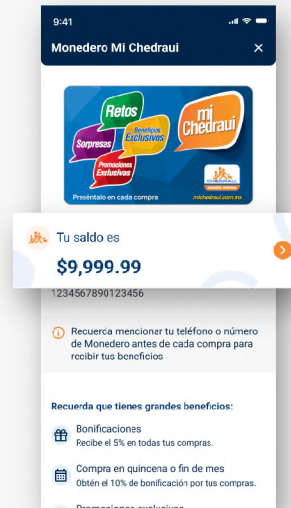 9:41
Monedero Mi Chedraui
Retos
Beneficios
Exclusivos
mi
Chedraui
Sorpresas
Promociones
Exclusivas
CHEDRAUI
Preséntalo en cada compra
michedraui.com.mx
Tu saldo es
$9,999.99
1234567890123456
Recuerda mencionar tu teléfono o número
de Monedero antes de cada compra para
recibir tus beneficios
Recuerda que tienes grandes beneficios:
Bonificaciones
Recibe el 5% en todas tus compras.
Compra en quincena o fin de mes
Obtén el 10% de bonificación por tus compras.
Promociones exclusivas